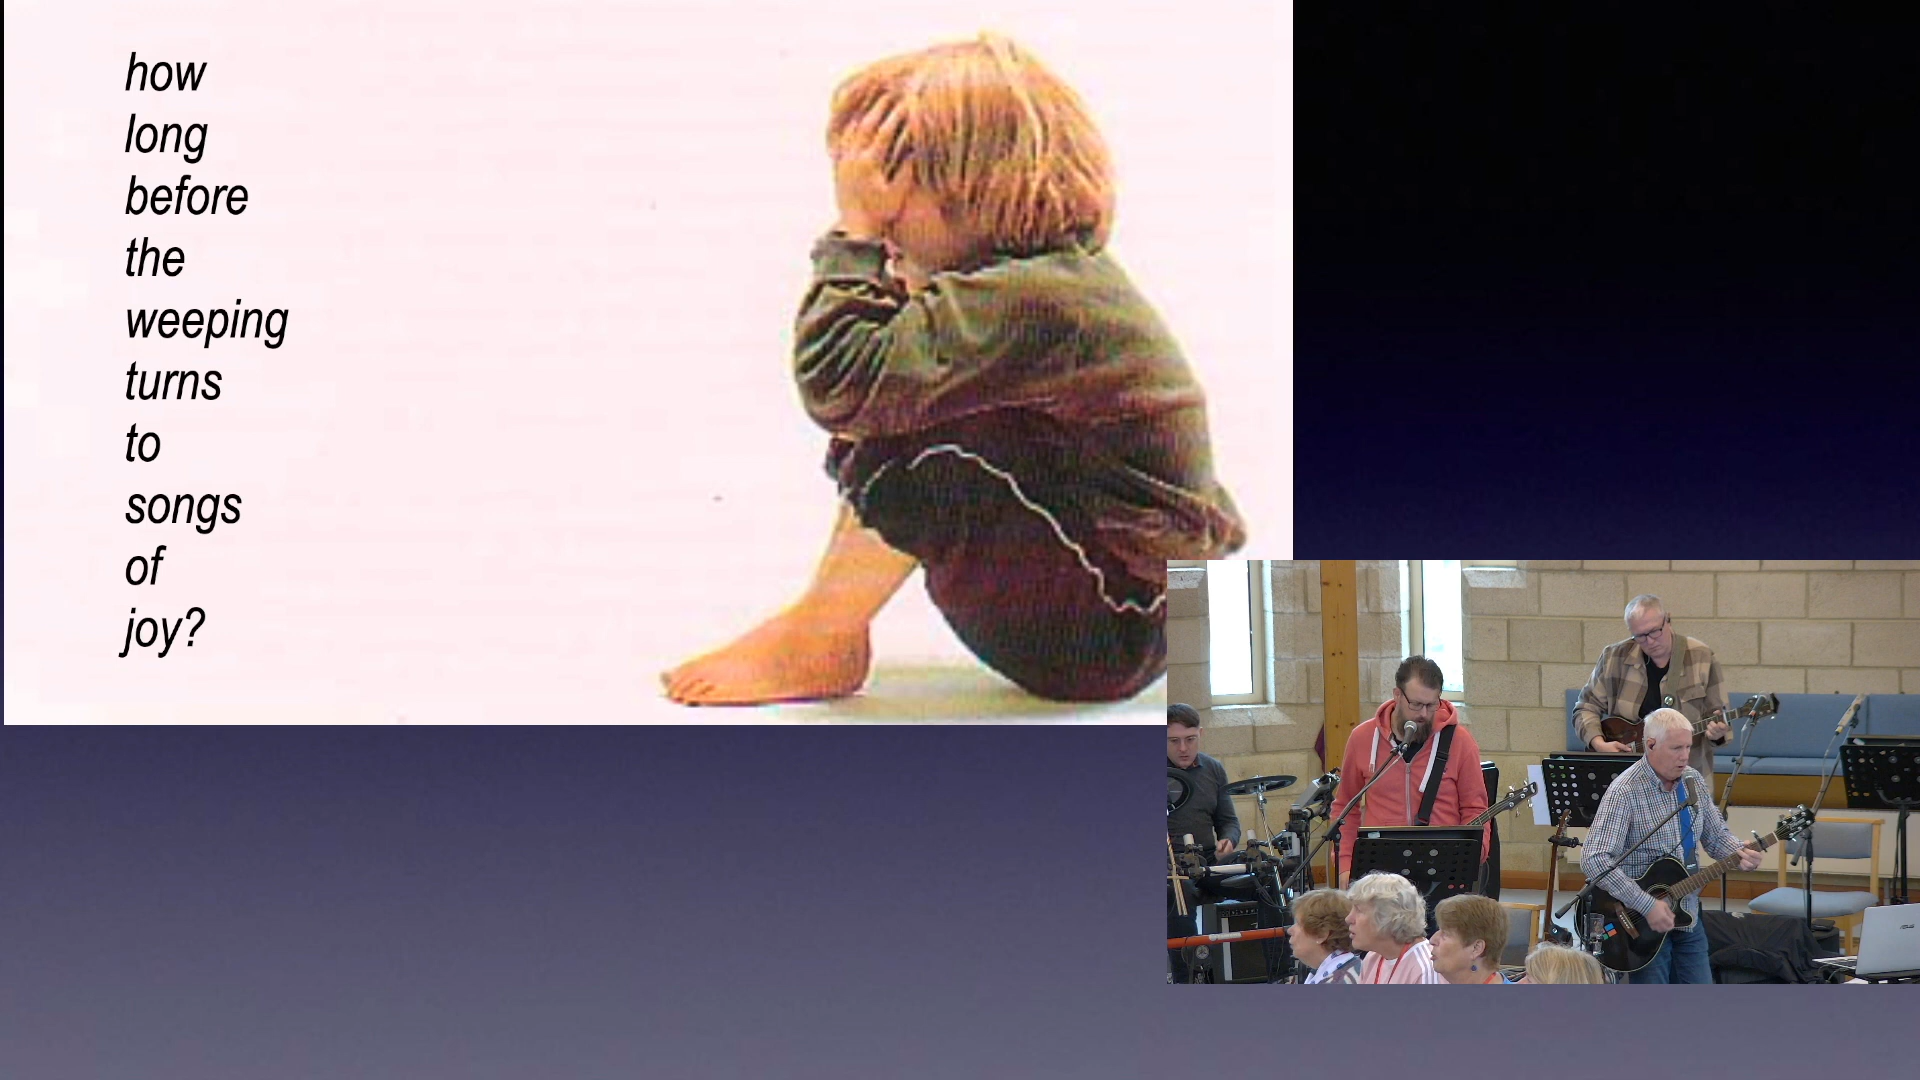 how
long
before
the
weeping
turns
to
songs
of
joy?